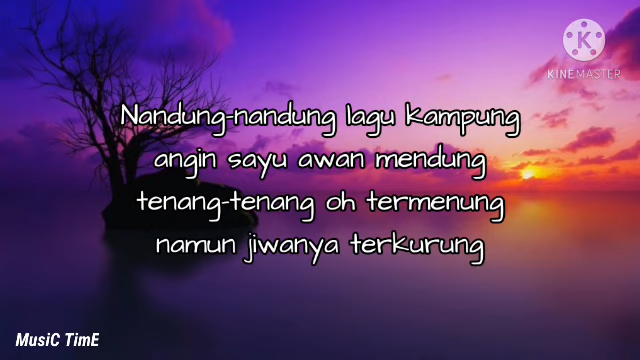 KINEMASTER
Nandung-nandung lagu kampung
angin sayu awan mendung
tenang-tenang oh termenung
namun jiwanya terkurung
MusiC TimE